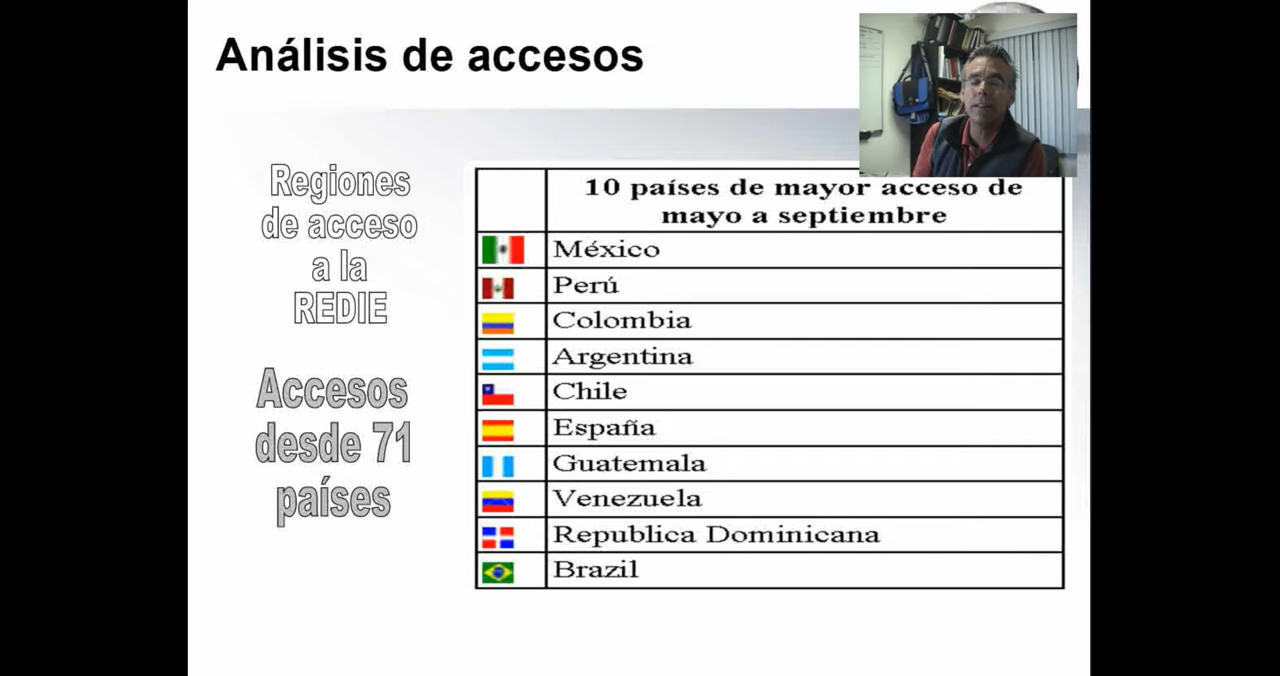 Análisis de accesos
Regiones
de acceso
a la
REDIE
Accesos
desde 71
países
10 países de mayor acceso de
mayo a septiembre
México
Perú
Colombia
Argentina
Chile
España
Guatemala
Venezuela
Republica Dominicana
Brazil